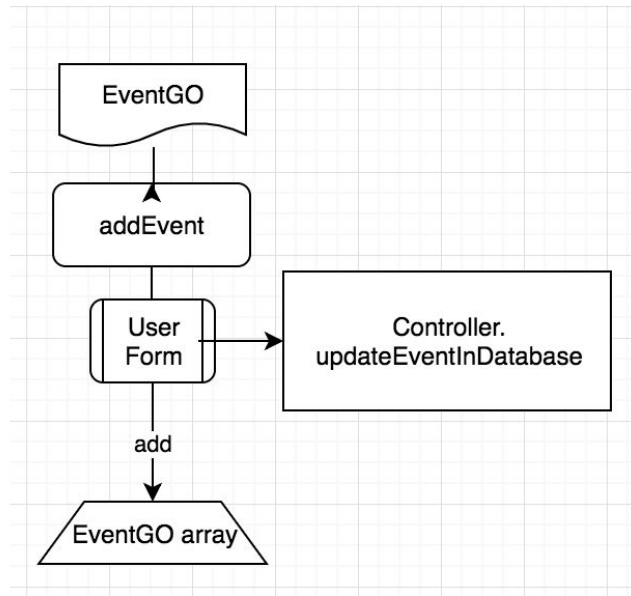 EventGO
addEvent
User
Form
Controller.
updateEventInDatabase
add
EventGO array